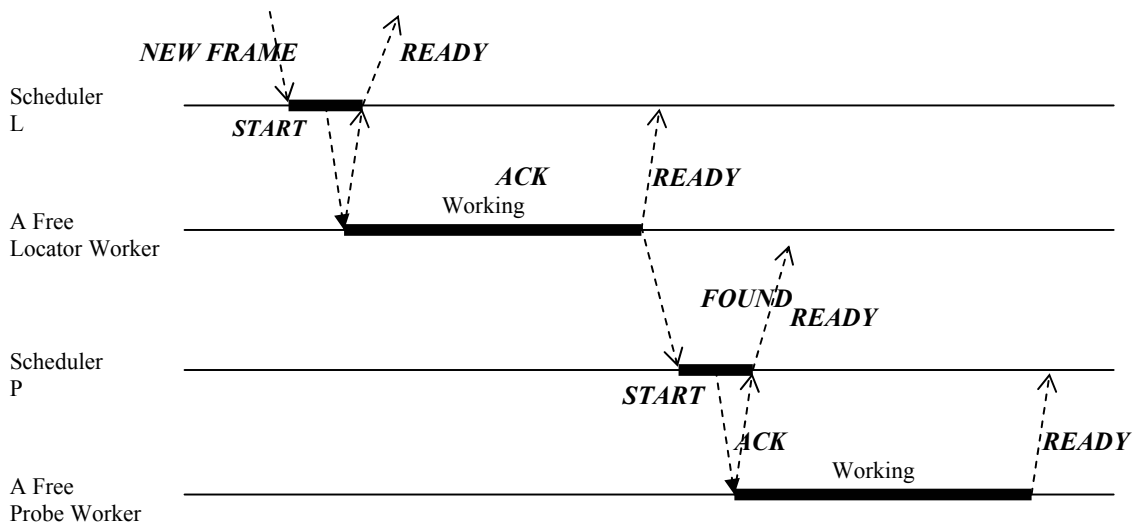 NEW FRAME
READY
Scheduler
L
START
ACK
READY
Working
A Free
Locator Worker
FOUND
READY
Scheduler
P
START
ACK
READY
Working
A Free
Probe Worker